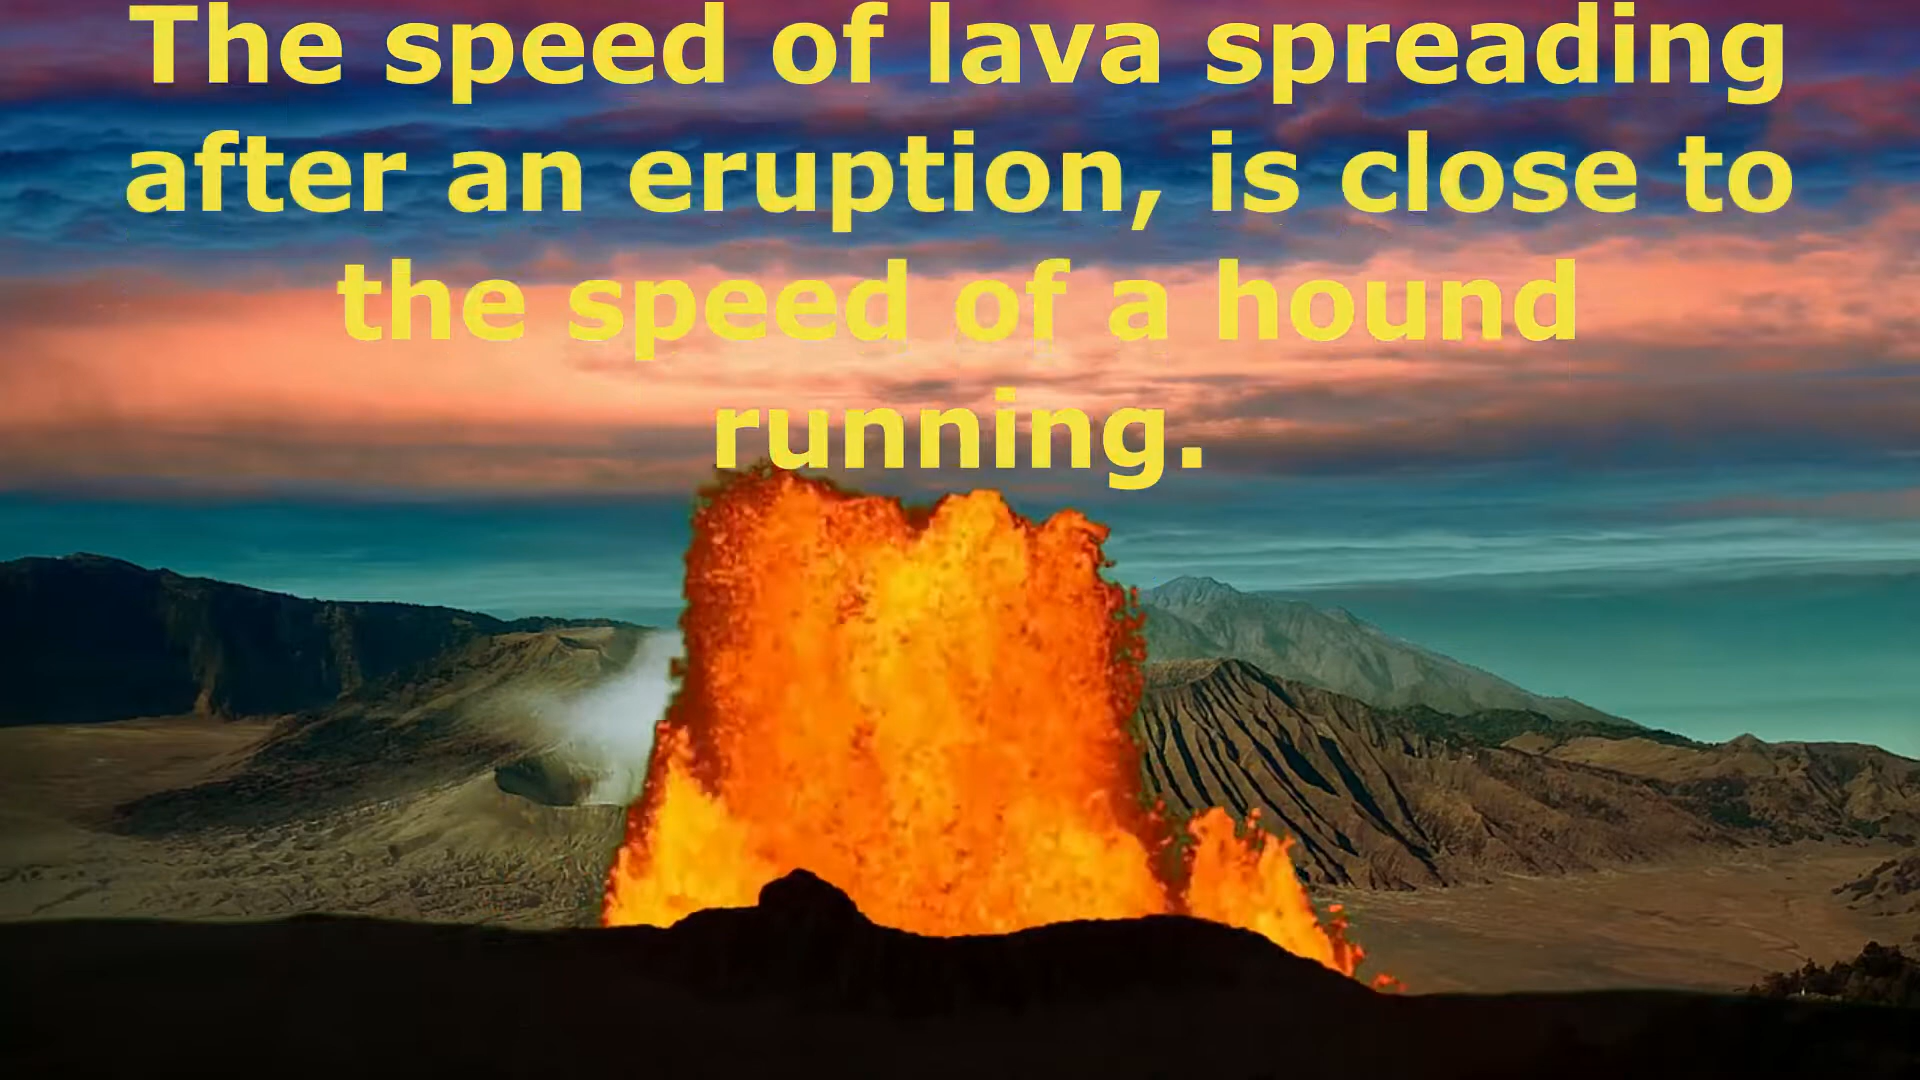 The speed of lava spreading
after an eruption, is close to
the speed of a hound
running.